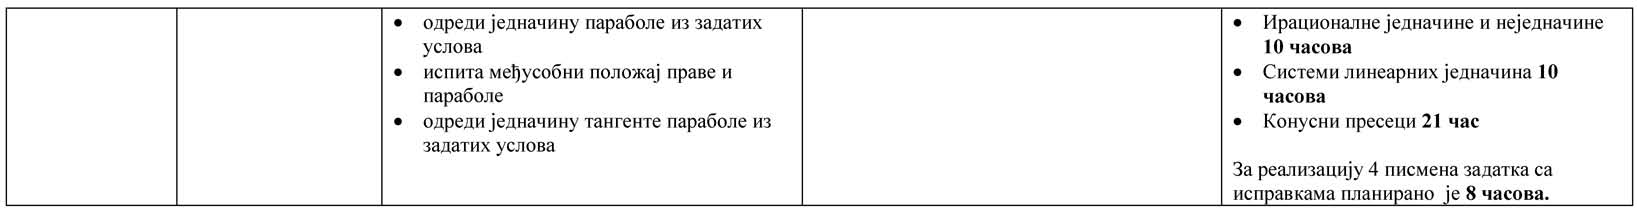 • одреди једначину параболе из задатих
услова
• испита међусобни положај праве и
параболе
• одреди једначину тангенте параболе из
задатих услова
• Ирационалне једначине и неједначине
10 часова
• Системи линеарних једначина 10
часова
• Конусни пресеци 21 час
За реализацију 4 писмена задатка са
исправкама планирано је 8 часова.